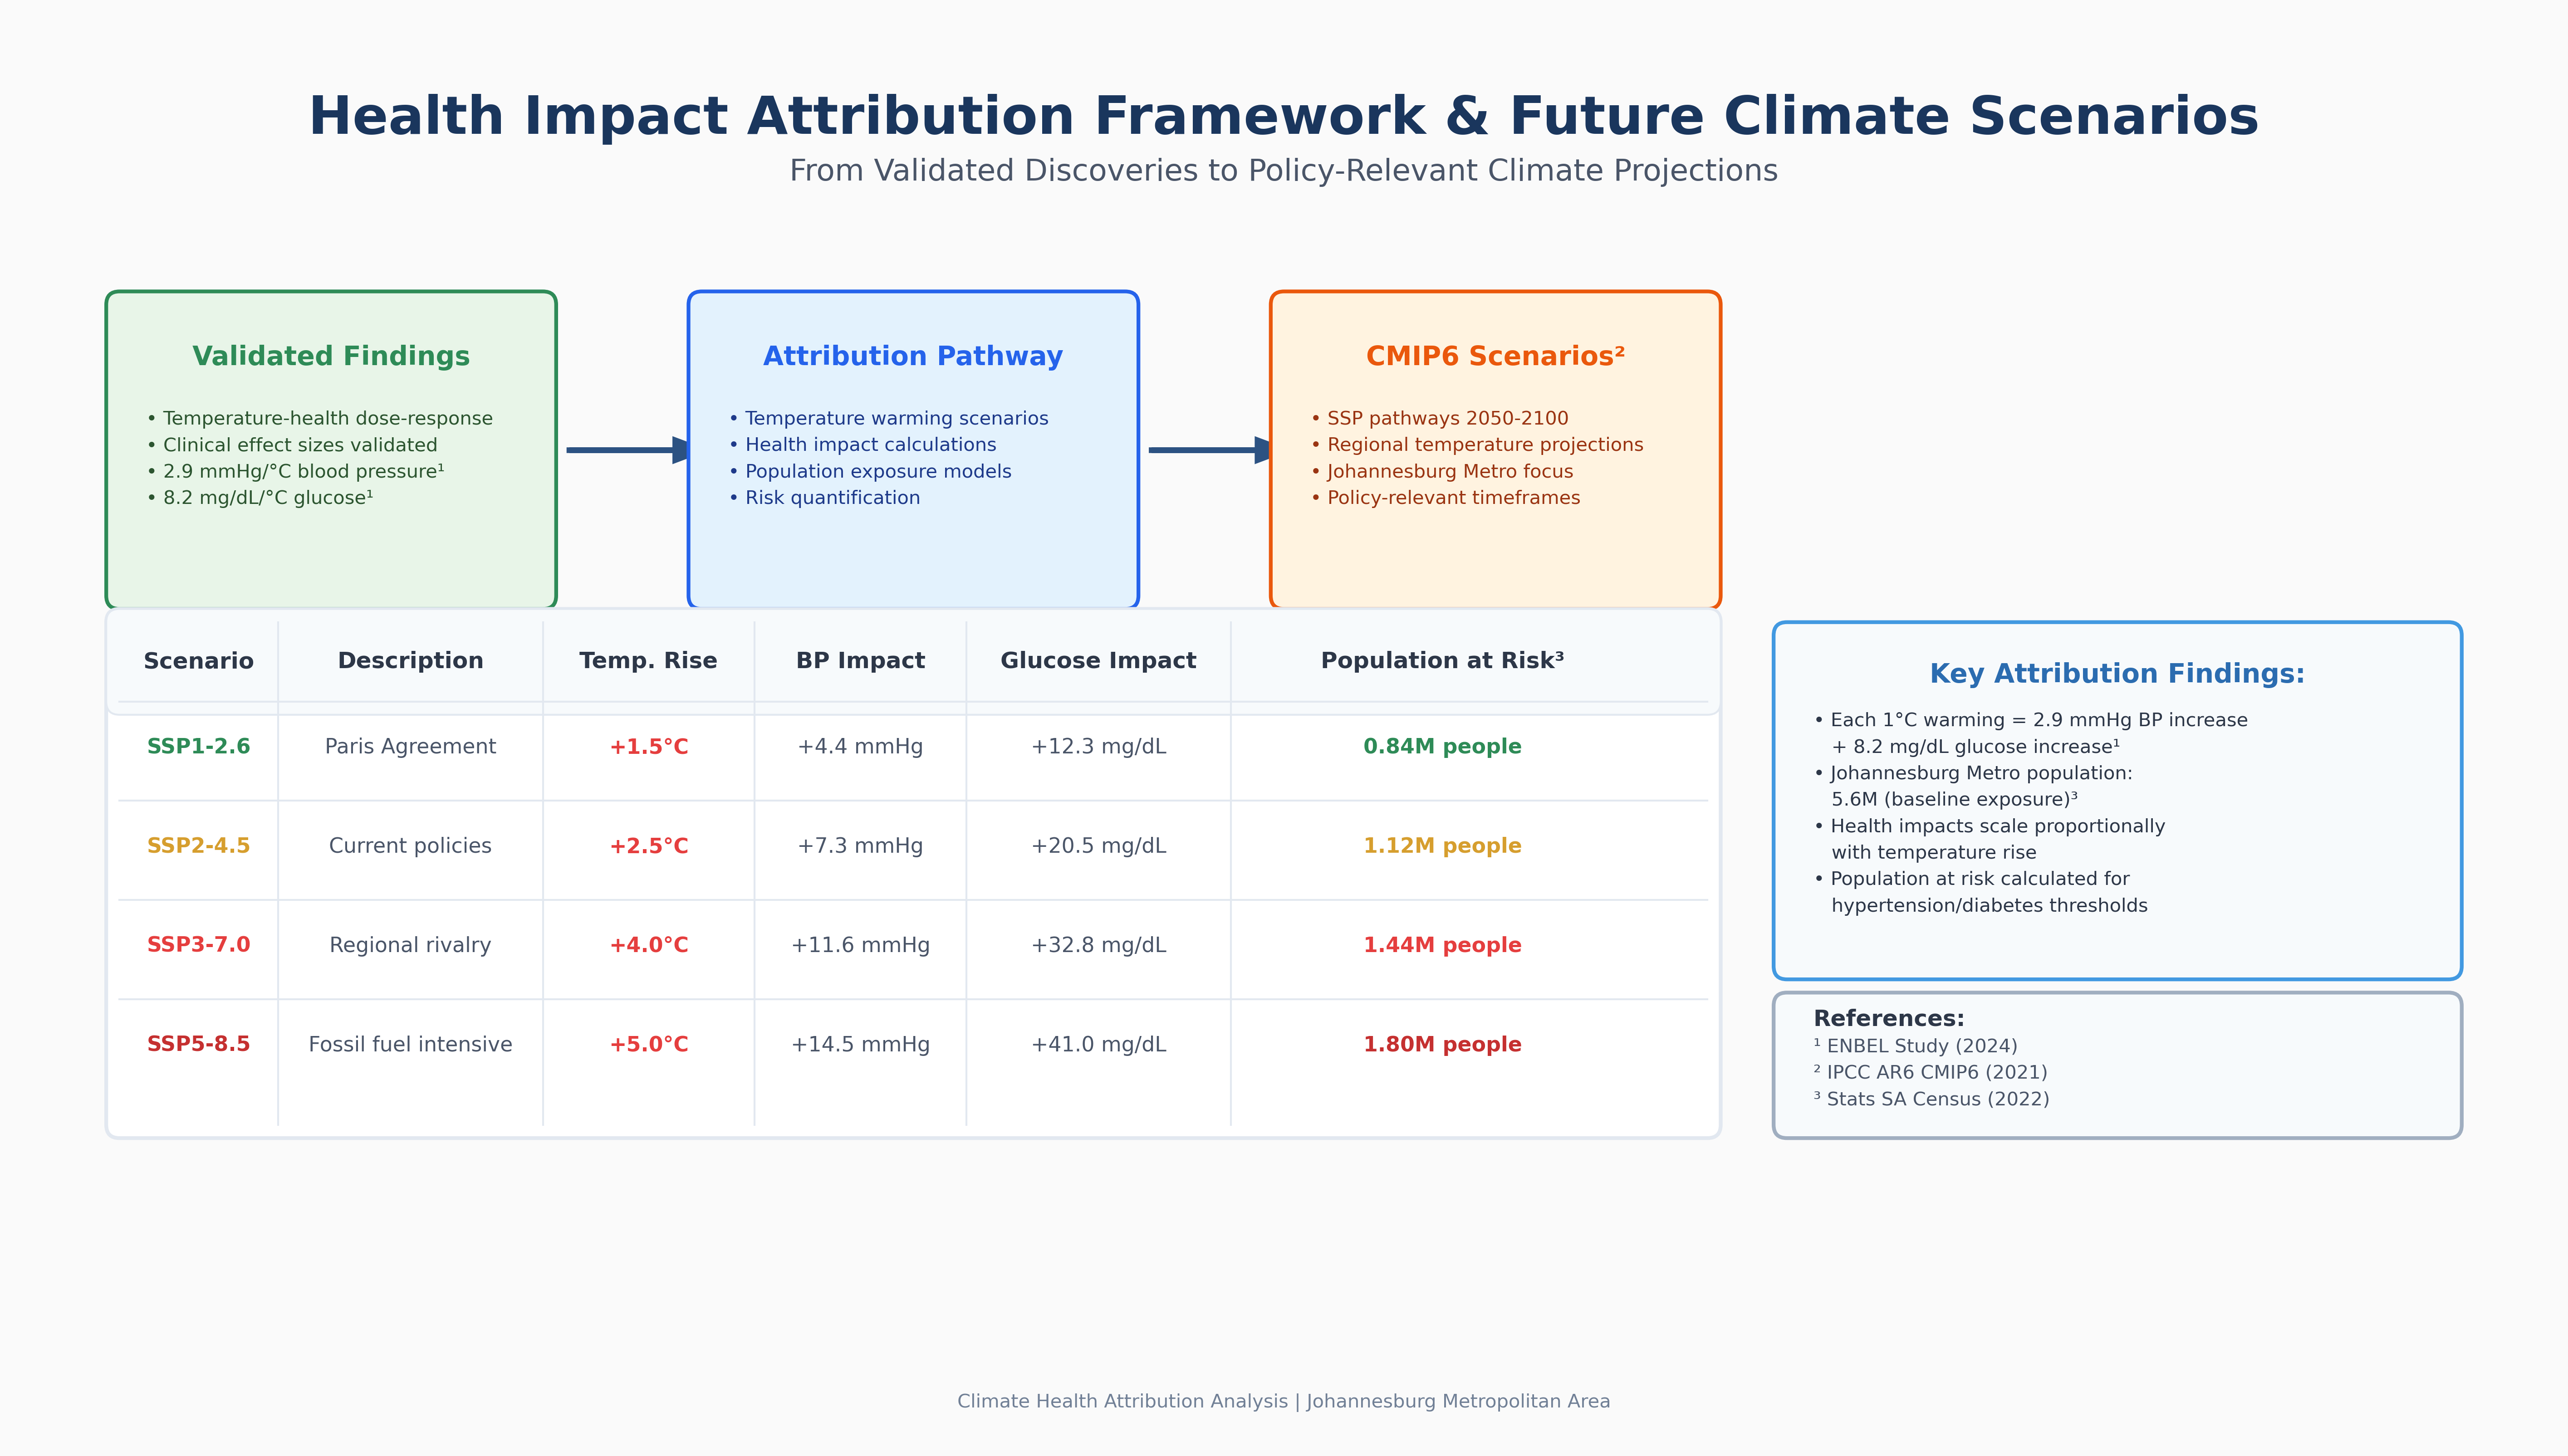 Health Impact Attribution Framework & Future Climate Scenarios
From Validated Discoveries to Policy-Relevant Climate Projections
Validated Findings
• Temperature-health dose-response
• Clinical effect sizes validated
• 2.9 mmHg/°C blood pressure¹
• 8.2 mg/dL/°C glucose¹
Attribution Pathway
• Temperature warming scenarios
• Health impact calculations
• Population exposure models
• Risk quantification
CMIP6 Scenarios²
• SSP pathways 2050-2100
• Regional temperature projections
• Johannesburg Metro focus
• Policy-relevant timeframes
Scenario Description Temp. Rise BP Impact Glucose Impact Population at Risk³
SSP1-2.6 Paris Agreement +1.5°C +4.4 mmHg +12.3 mg/dL 0.84M people
SSP2-4.5 Current policies +2.5°C +7.3 mmHg +20.5 mg/dL 1.12M people
SSP3-7.0 Regional rivalry +4.0°C +11.6 mmHg +32.8 mg/dL 1.44M people
SSP5-8.5 Fossil fuel intensive +5.0°C +14.5 mmHg +41.0 mg/dL 1.80M people
Key Attribution Findings:
• Each 1°C warming = 2.9 mmHg BP increase
+ 8.2 mg/dL glucose increase¹
• Johannesburg Metro population:
5.6M (baseline exposure)³
• Health impacts scale proportionally
with temperature rise
• Population at risk calculated for
hypertension/diabetes thresholds
References:
¹ ENBEL Study (2024)
² IPCC AR6 CMIP6 (2021)
³ Stats SA Census (2022)
Climate Health Attribution Analysis | Johannesburg Metropolitan Area